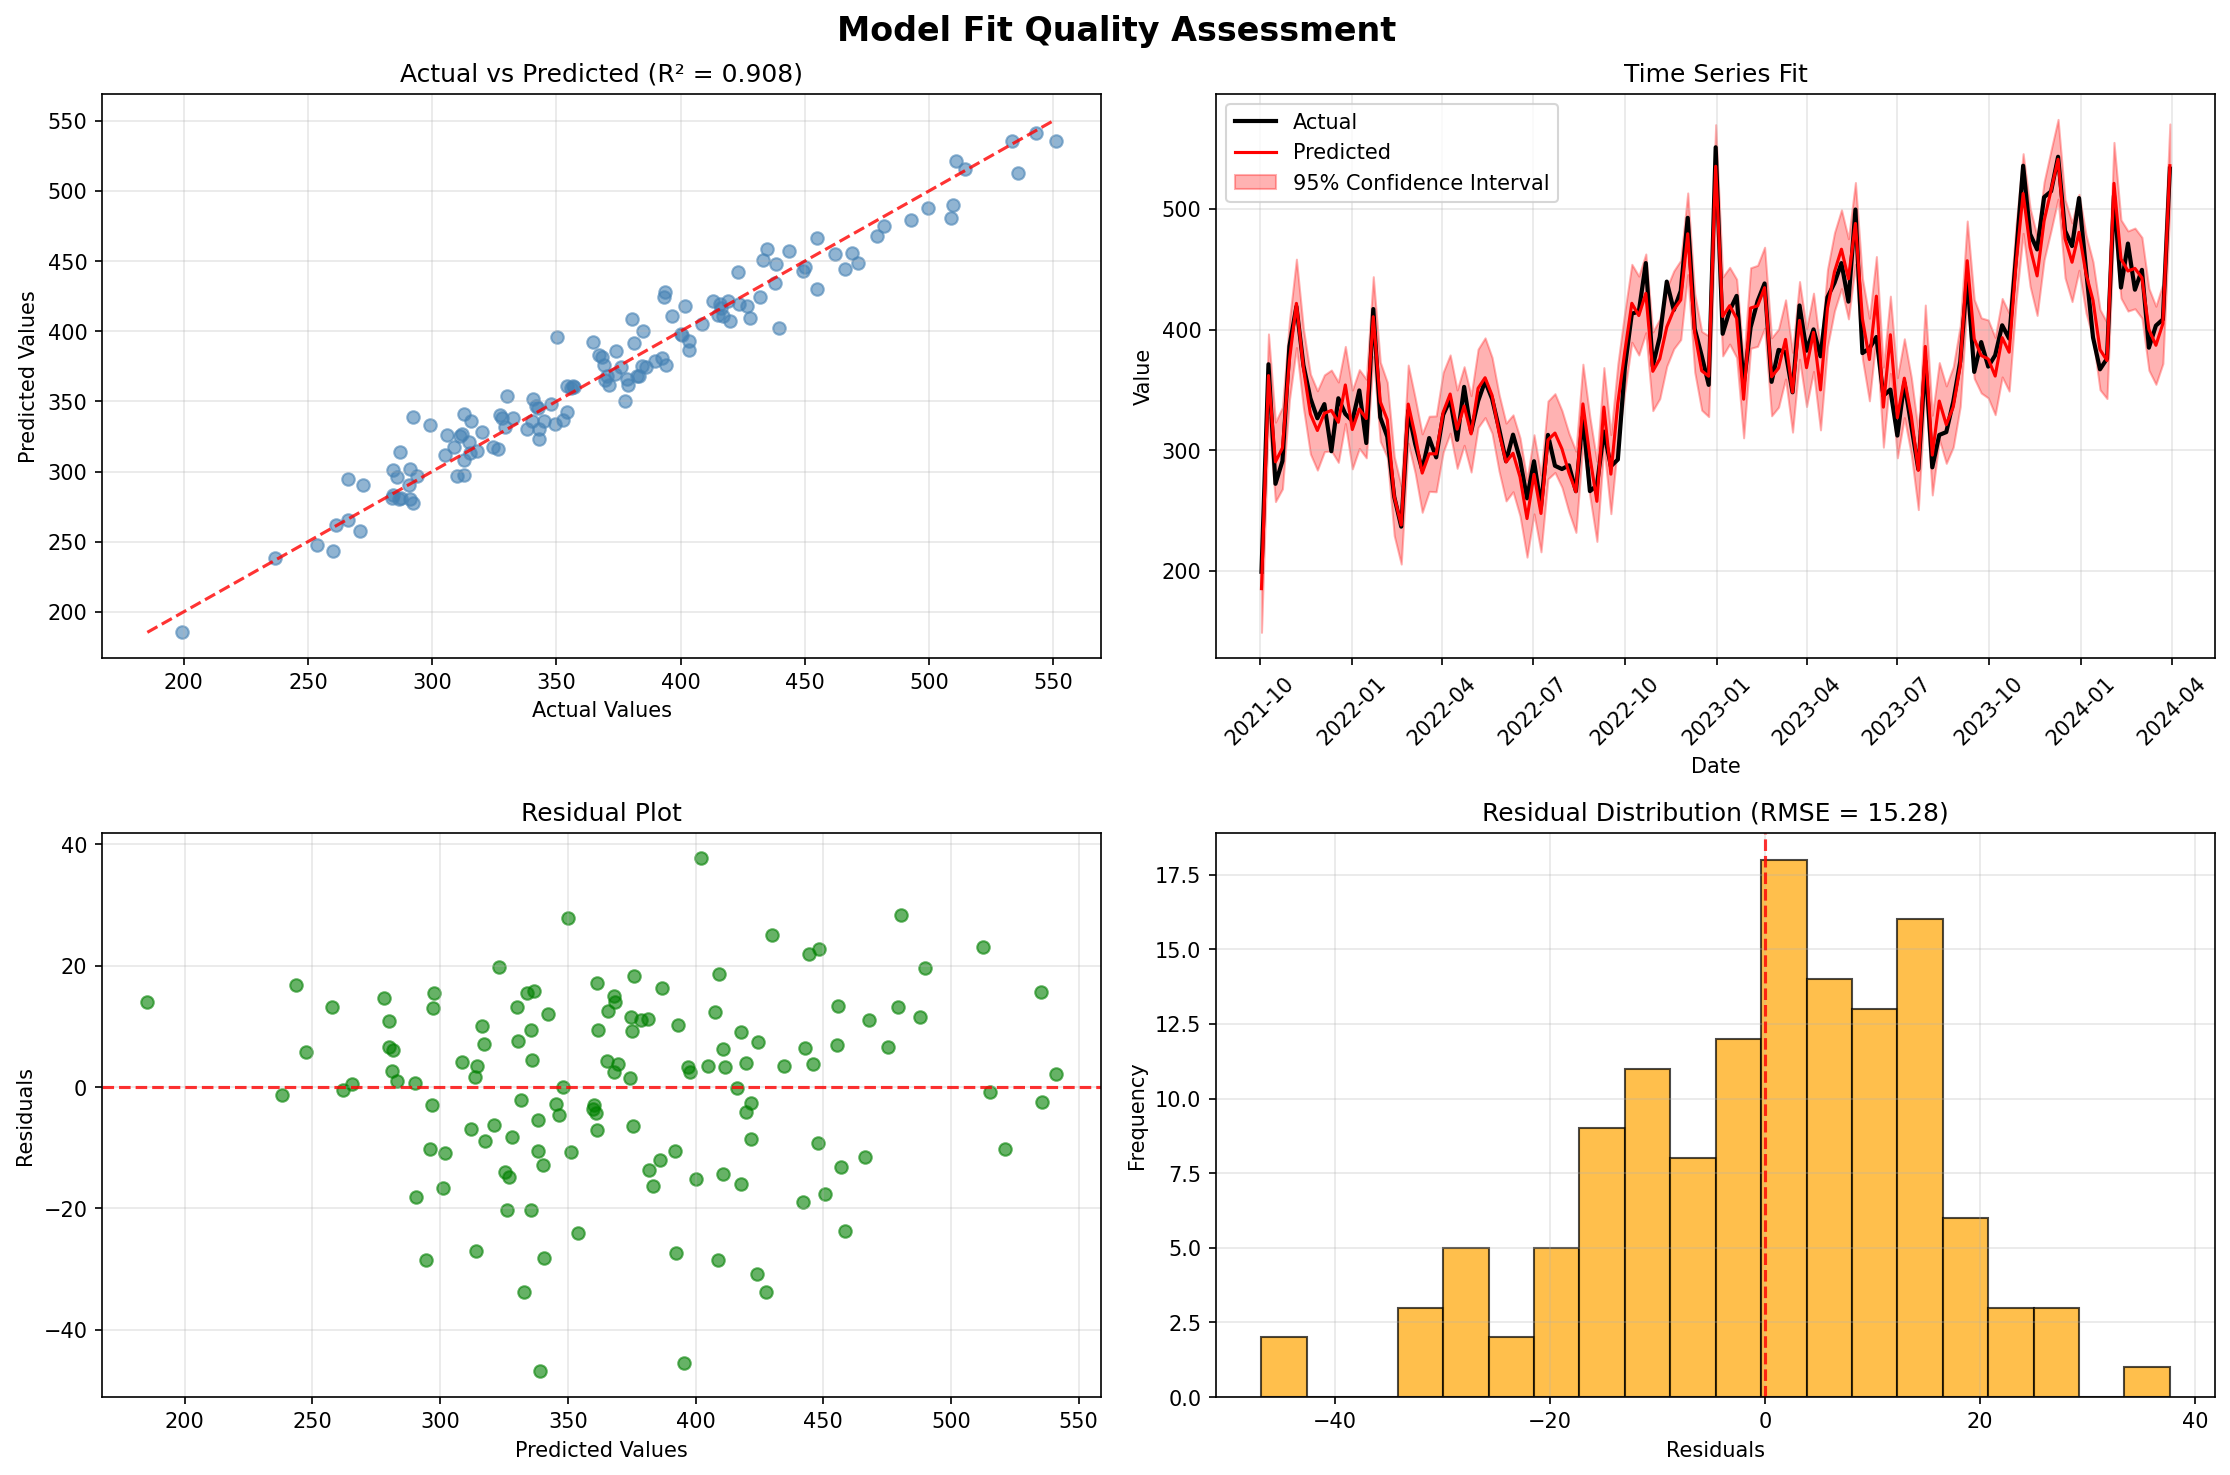 Model Fit Quality Assessment
Actual vs Predicted (R² = 0.908)
550
500
450
400
350
300
250
200
Predicted Values
200 250 300 350 400 450 500 550
Actual Values
Time Series Fit
Actual
Predicted
95% Confidence Interval
500
400
300
200
Value
2021-10 2022-01 2022-04 2022-07 2022-10 2023-01 2023-04 2023-07 2023-10 2024-01 2024-04
Date
Residual Plot
40
20
0
−20
−40
Residuals
200 250 300 350 400 450 500 550
Predicted Values
Residual Distribution (RMSE = 15.28)
17.5
15.0
12.5
10.0
7.5
5.0
2.5
0.0
Frequency
−40 −20 0 20 40
Residuals